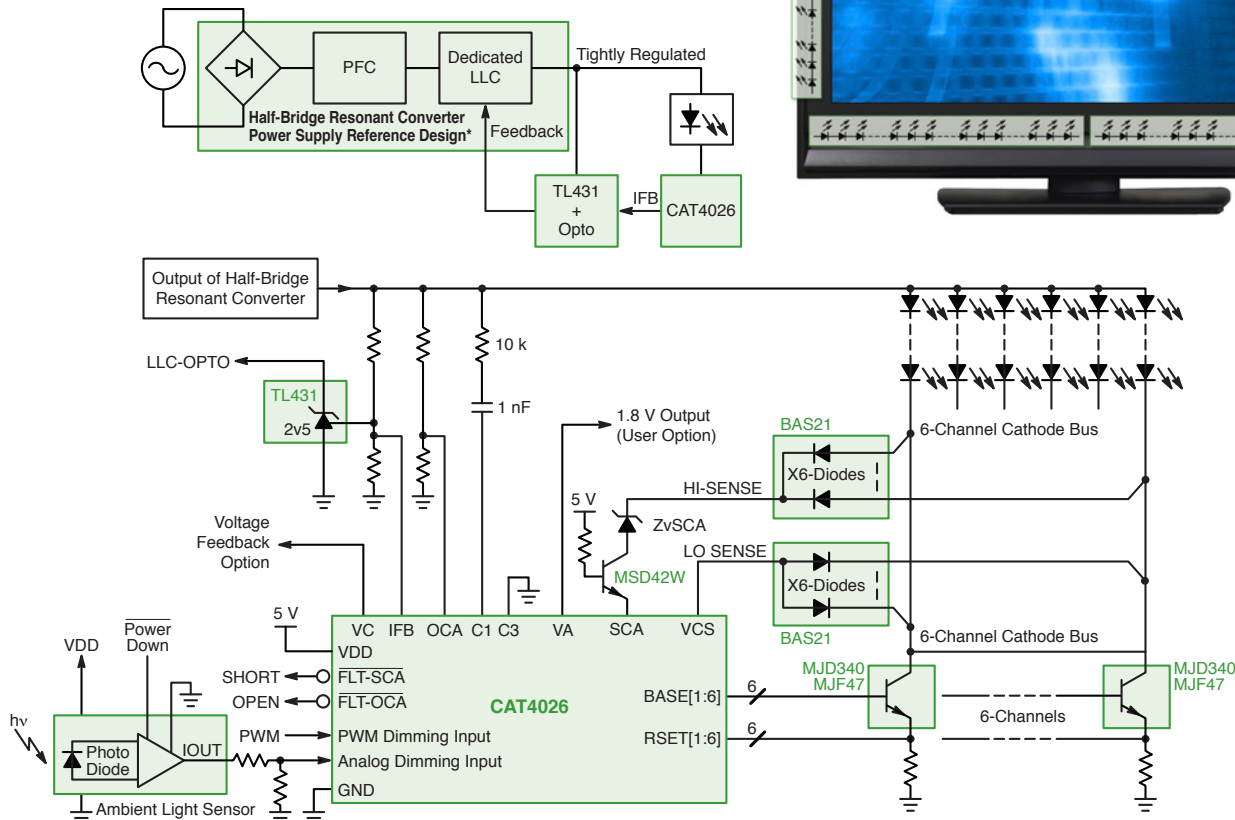 PFC
Dedicated
LLC
Tightly Regulated
Half-Bridge Resonant Converter
Power Supply Reference Design*
Feedback
TL431
+
Opto
IFB
CAT4026
Output of Half-Bridge
Resonant Converter
10 k
LLC-OPTO
TL431
2v5
1 nF
1.8 V Output
(User Option)
BAS21
6-Channel Cathode Bus
X6-Diodes
HI-SENSE
5 V
ZvSCA
Voltage
Feedback
Option
LO SENSE
MSD42W
X6-Diodes
BAS21
6-Channel Cathode Bus
5 V
VC
IFB
OCA
C1
C3
VA
SCA
VCS
VDD
Power
Down
VDD
SHORT
FLT-SCA
OPEN
FLT-OCA
CAT4026
BASE[1:6]
6
MJD340
MJF47
MJD340
MJF47
6-Channels
RSET[1:6]
6
hν
Photo
Diode
IOUT
PWM
PWM Dimming Input
Analog Dimming Input
GND
Ambient Light Sensor